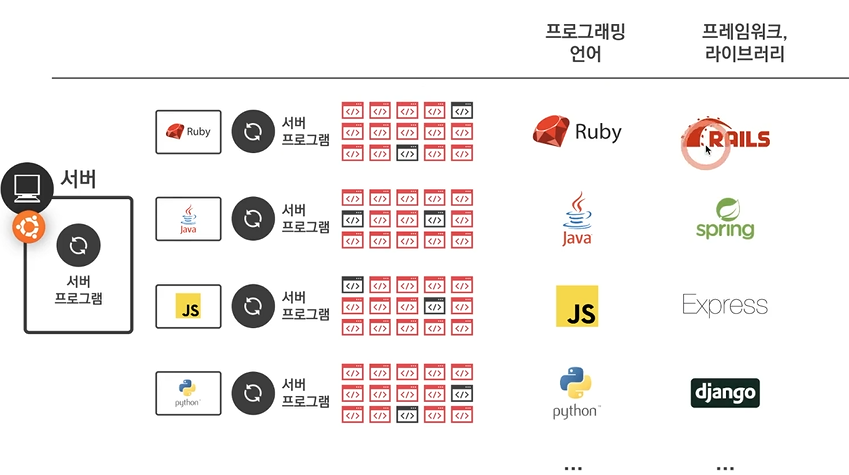 프로그래밍
언어
프레임워크,
라이브러리
서버
서버
프로그램
Ruby
서버
프로그램
Ruby
RAILS
Java
서버
프로그램
Java
spring
JS
서버
프로그램
JS
Express
python
서버
프로그램
python
django
...
...